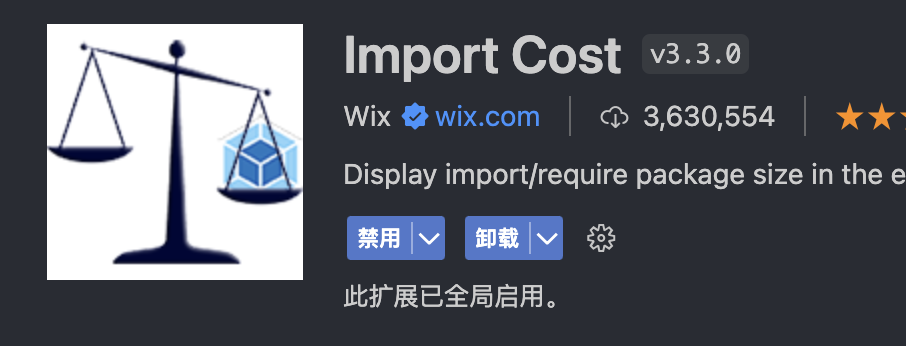 Import Cost v3.3.0
Wix wix.com 3,630,554
Display import/require package size in the e
禁用 卸载
此扩展已全局启用。